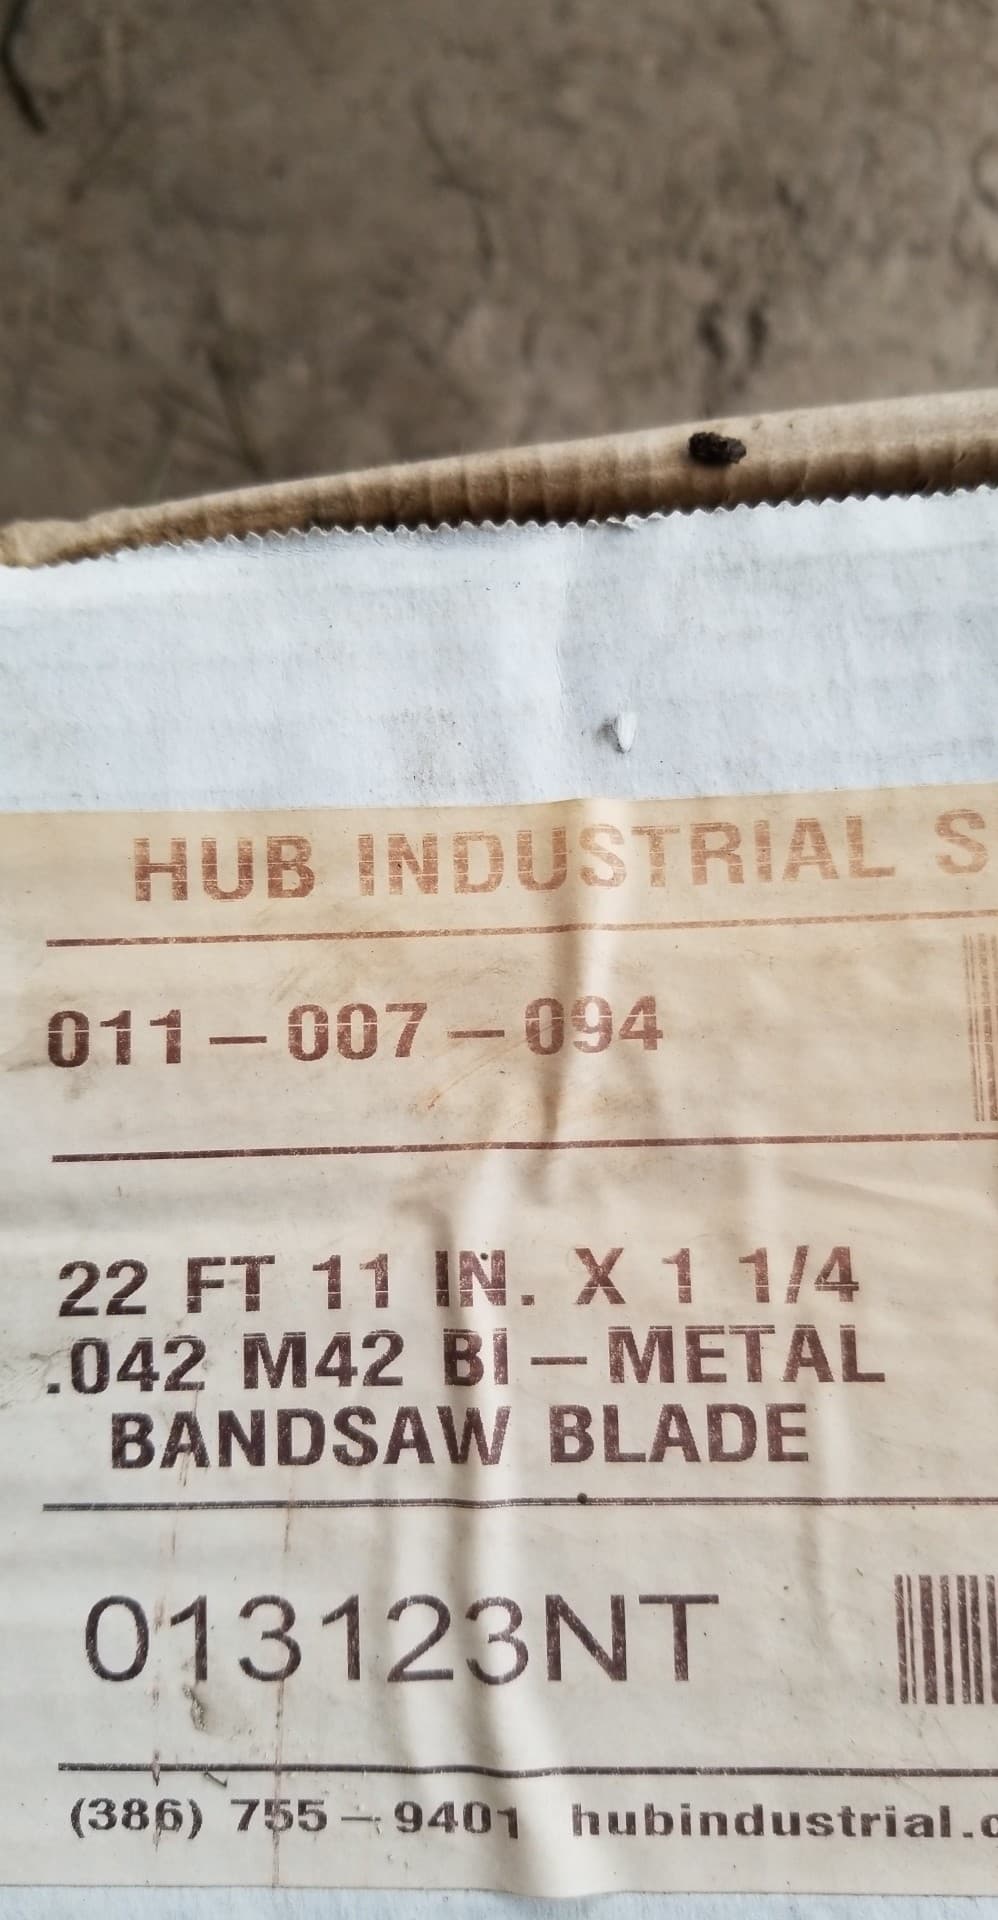 HUB INDUSTRIAL S
011-007-094
22 FT 11 IN. X 1 1/4
.042 M42 BI-METAL
BANDSAW BLADE
013123NT
(386) 755-9401 hubindustrial.c